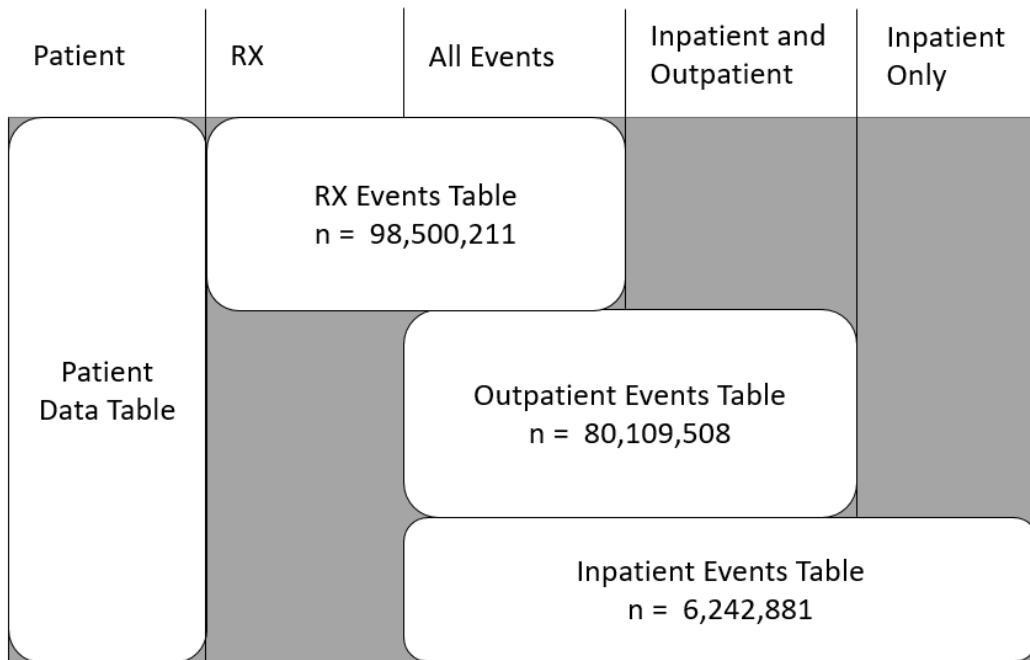 Patient
RX
All Events
Inpatient and
Outpatient
Inpatient
Only
RX Events Table
n =  98,500,211
Patient
Data Table
Outpatient Events Table
n =  80,109,508
Inpatient Events Table
n =  6,242,881